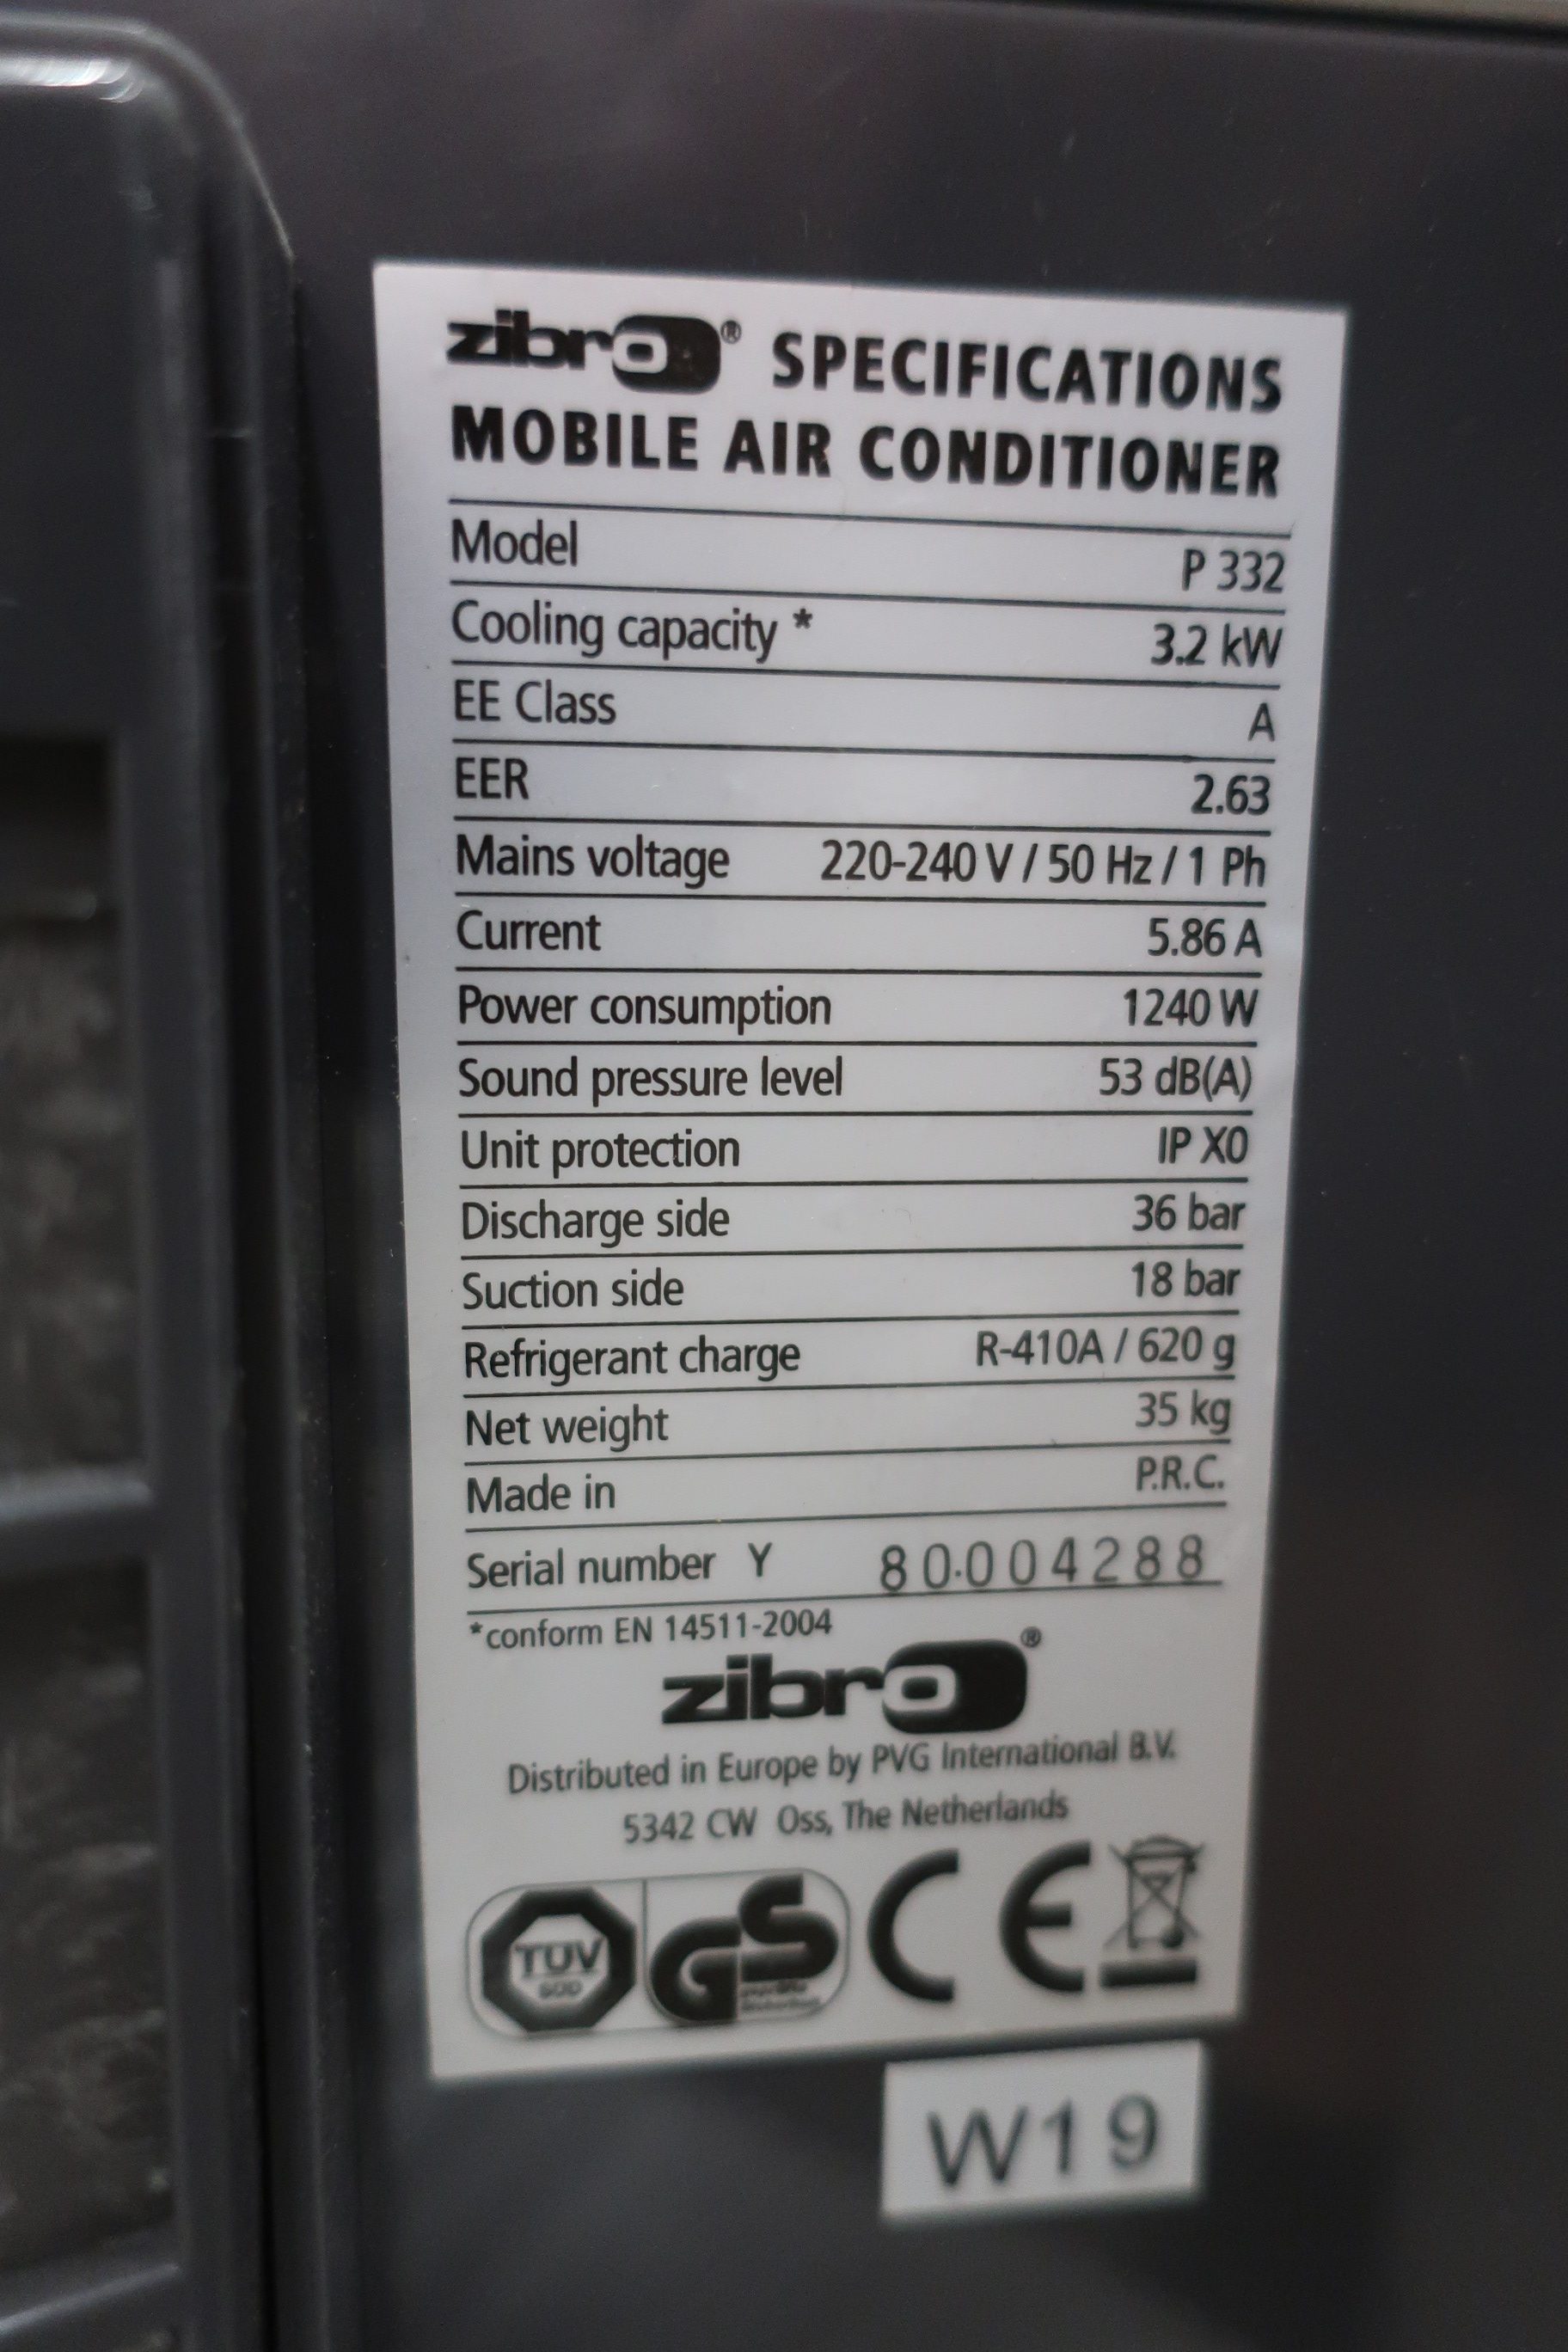 zibro® SPECIFICATIONS
MOBILE AIR CONDITIONER
Model P 332
Cooling capacity * 3.2 kW
EE Class A
EER 2.63
Mains voltage 220-240 V / 50 Hz / 1 Ph
Current 5.86 A
Power consumption 1240 W
Sound pressure level 53 dB(A)
Unit protection IP X0
Discharge side 36 bar
Suction side 18 bar
Refrigerant charge R-410A / 620 g
Net weight 35 kg
Made in P.R.C.
Serial number Y 80.004288
*conform EN 14511-2004
zibro®
Distributed in Europe by PVG International B.V.
5342 CW Oss, The Netherlands
TÜV SÜD GS CE
W19